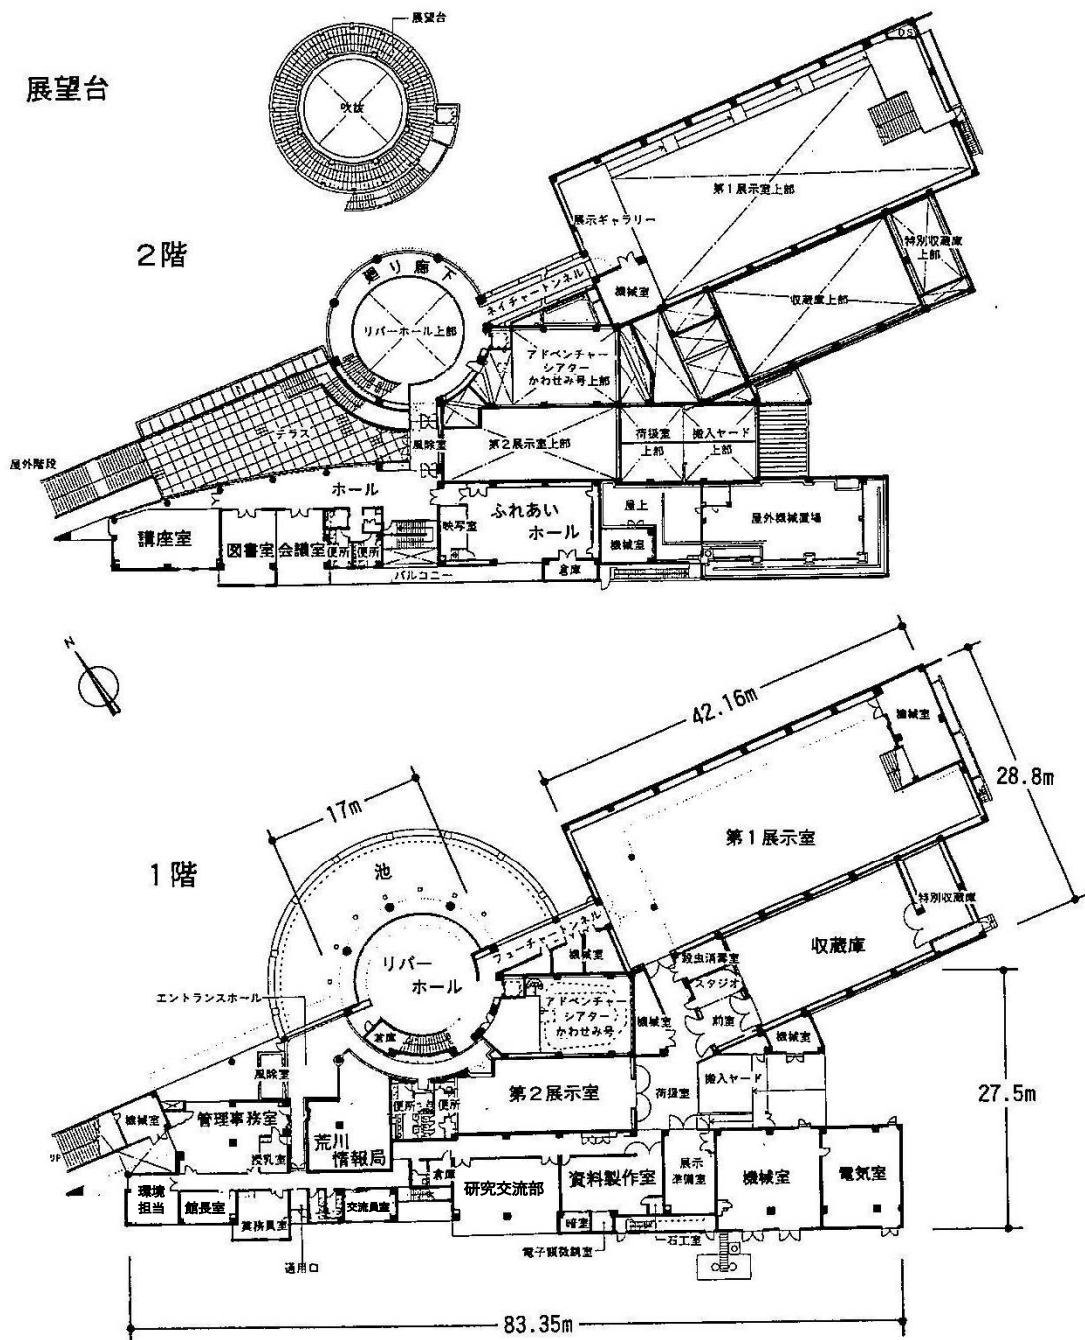 展望台
展望台
吹抜
2階
DS
第1展示室上部
展示ギャラリー
特別収蔵庫
上部
収蔵庫上部
廻り廊下
ネイチャートンネル
機械室
リバーホール上部
アドベンチャー
シアター
かわせみ号上部
テラス
風除室
第2展示室上部
荷扱室
上部
搬入ヤード
上部
屋外階段
ホール
講座室
図書室
会議室
便所
便所
映写室
ふれあい
ホール
屋上
機械室
屋外機械置場
バルコニー
倉庫
N
42.16m
28.8m
17m
1階
池
機械室
第1展示室
特別収蔵庫
収蔵庫
フューチャートンネル
機械室
リバー
ホール
殺虫消毒室
スタジオ
エントランスホール
アドベンチャー
シアター
かわせみ号
機械室
前室
機械室
倉庫
風除室
搬入ヤード
荷扱室
27.5m
第2展示室
便所
便所
機械室
管理事務室
授乳室
荒川
情報局
倉庫
研究交流部
資料製作室
展示
準備室
機械室
電気室
環境
担当
館長室
業務員室
交流員室
暗室
石工室
電子顕微鏡室
通用口
83.35m